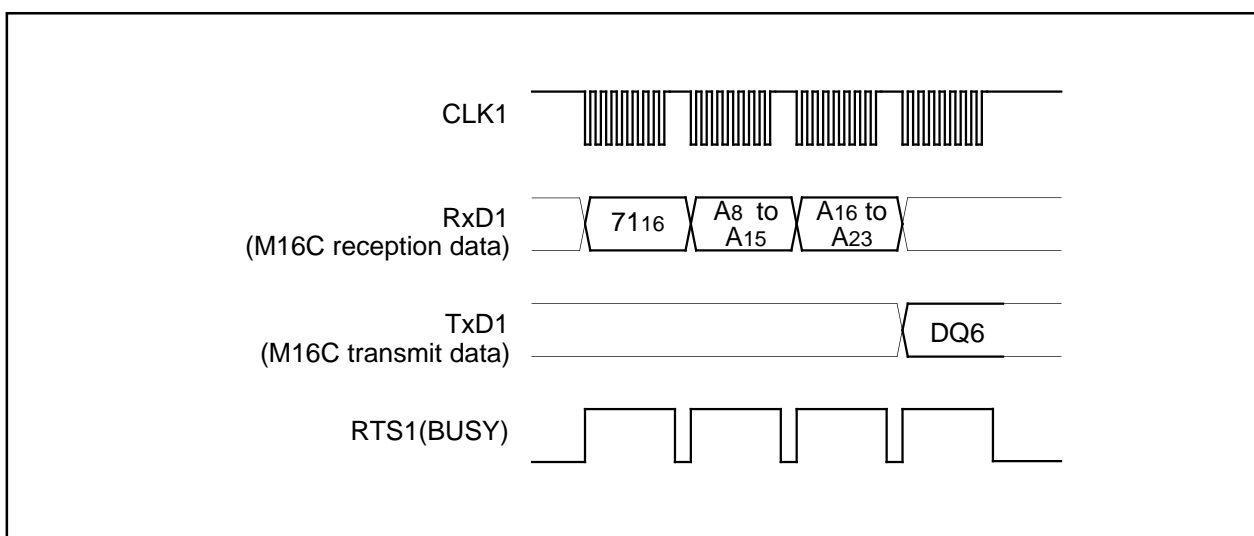 CLK1
RxD1
(M16C reception data)
7116
A8 to
A15
A16 to
A23
TxD1
(M16C transmit data)
DQ6
RTS1(BUSY)